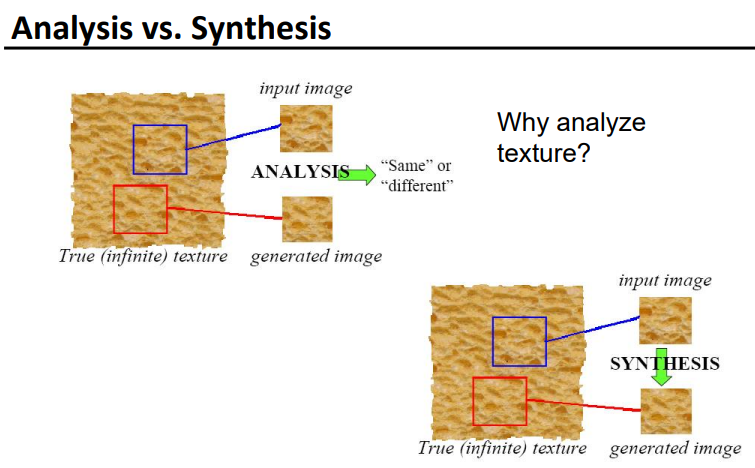 Analysis vs. Synthesis
input image
Why analyze
texture?
ANALYSIS
“Same” or
“different”
True (infinite) texture
generated image
input image
SYNTHESIS
True (infinite) texture
generated image